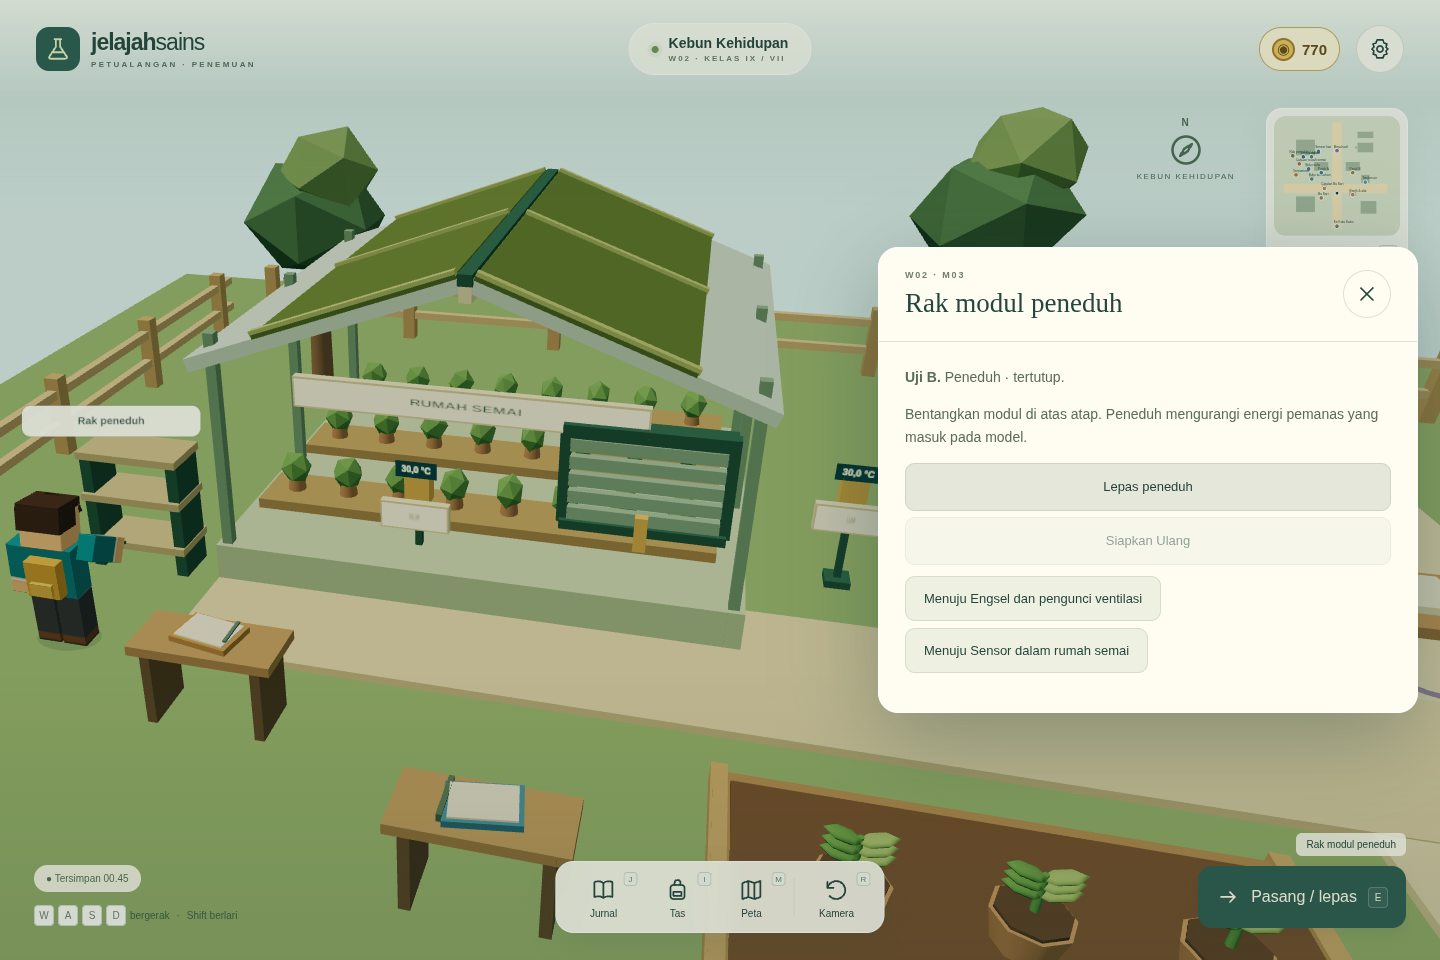 jelajahsains
PETUALANGAN · PENEMUAN
Kebun Kehidupan
W02 · KELAS IX / VII
770
N
KEBUN KEHIDUPAN
W02 · M03
Rak modul peneduh
Uji B. Peneduh · tertutup.
Bentangkan modul di atas atap. Peneduh mengurangi energi pemanas yang
masuk pada model.
Lepas peneduh
Siapkan Ulang
Menuju Engsel dan pengunci ventilasi
Menuju Sensor dalam rumah semai
Rak peneduh
RUMAH SEMAI
30,0 °C
30,0 °C
Rak modul peneduh
Pasang / lepas E
Tersimpan 00.45
W A S D bergerak · Shift berlari
Jurnal J
Tas I
Peta M
Kamera R